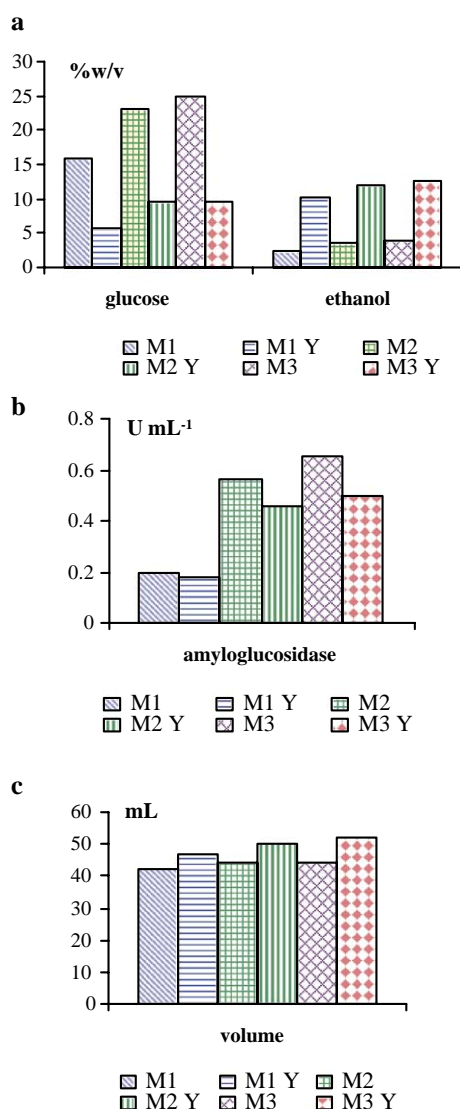 a
%w/v
30
25
20
15
10
5
0
glucose ethanol
M1 M1 Y M2
M2 Y M3 M3 Y
b
U mL-1
0.8
0.6
0.4
0.2
0
amyloglucosidase
M1 M1 Y M2
M2 Y M3 M3 Y
c
mL
60
50
40
30
20
10
0
volume
M1 M1 Y M2
M2 Y M3 M3 Y